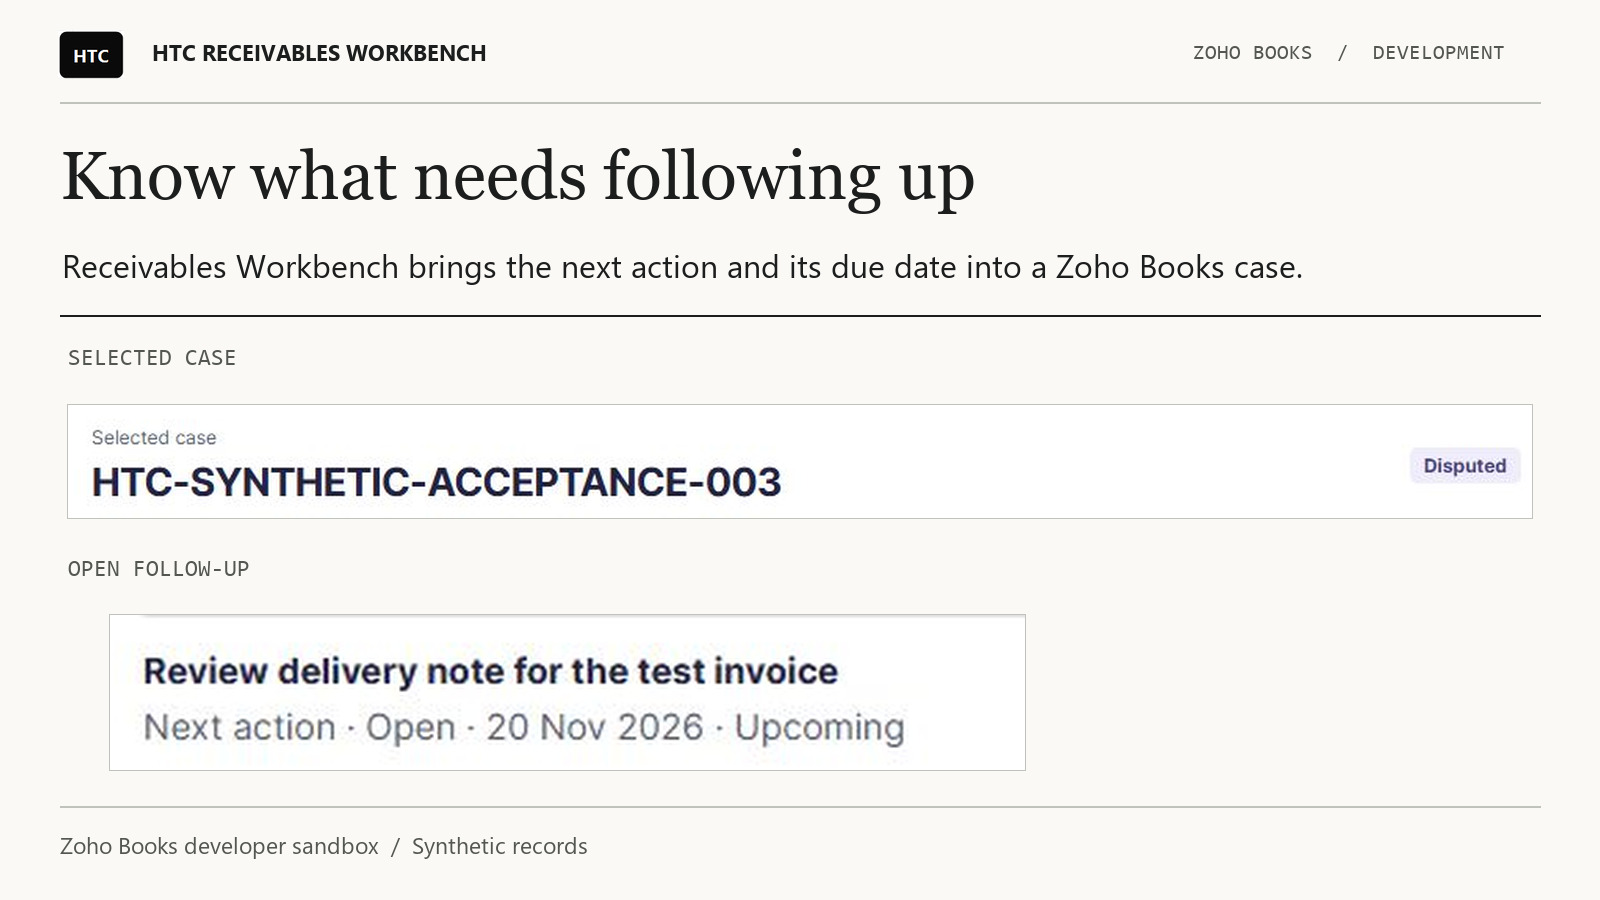 HTC
HTC RECEIVABLES WORKBENCH
ZOHO BOOKS / DEVELOPMENT
Know what needs following up
Receivables Workbench brings the next action and its due date into a Zoho Books case.
SELECTED CASE
Selected case
HTC-SYNTHETIC-ACCEPTANCE-003
Disputed
OPEN FOLLOW-UP
Review delivery note for the test invoice
Next action · Open · 20 Nov 2026 · Upcoming
Zoho Books developer sandbox / Synthetic records